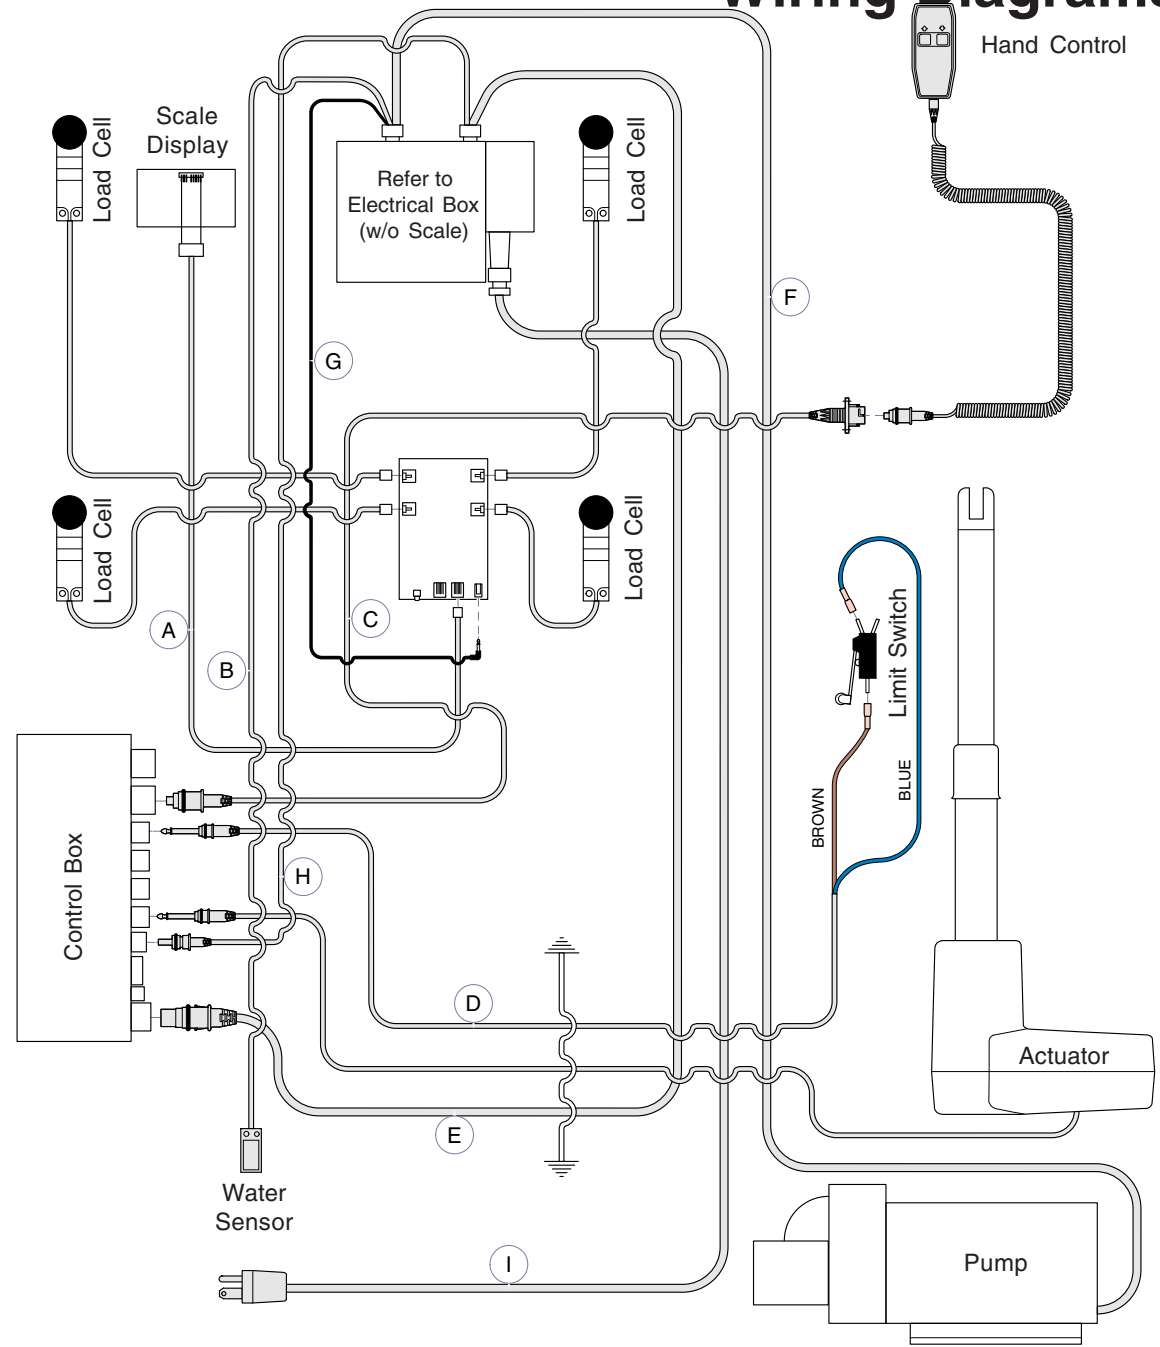 Wiring Diagrams
Hand Control
Scale
Display
Load Cell
Load Cell
Refer to
Electrical Box
(w/o Scale)
F
G
Load Cell
Load Cell
C
A
B
Limit Switch
BLUE
BROWN
Control Box
H
D
Actuator
E
Water
Sensor
I
Pump